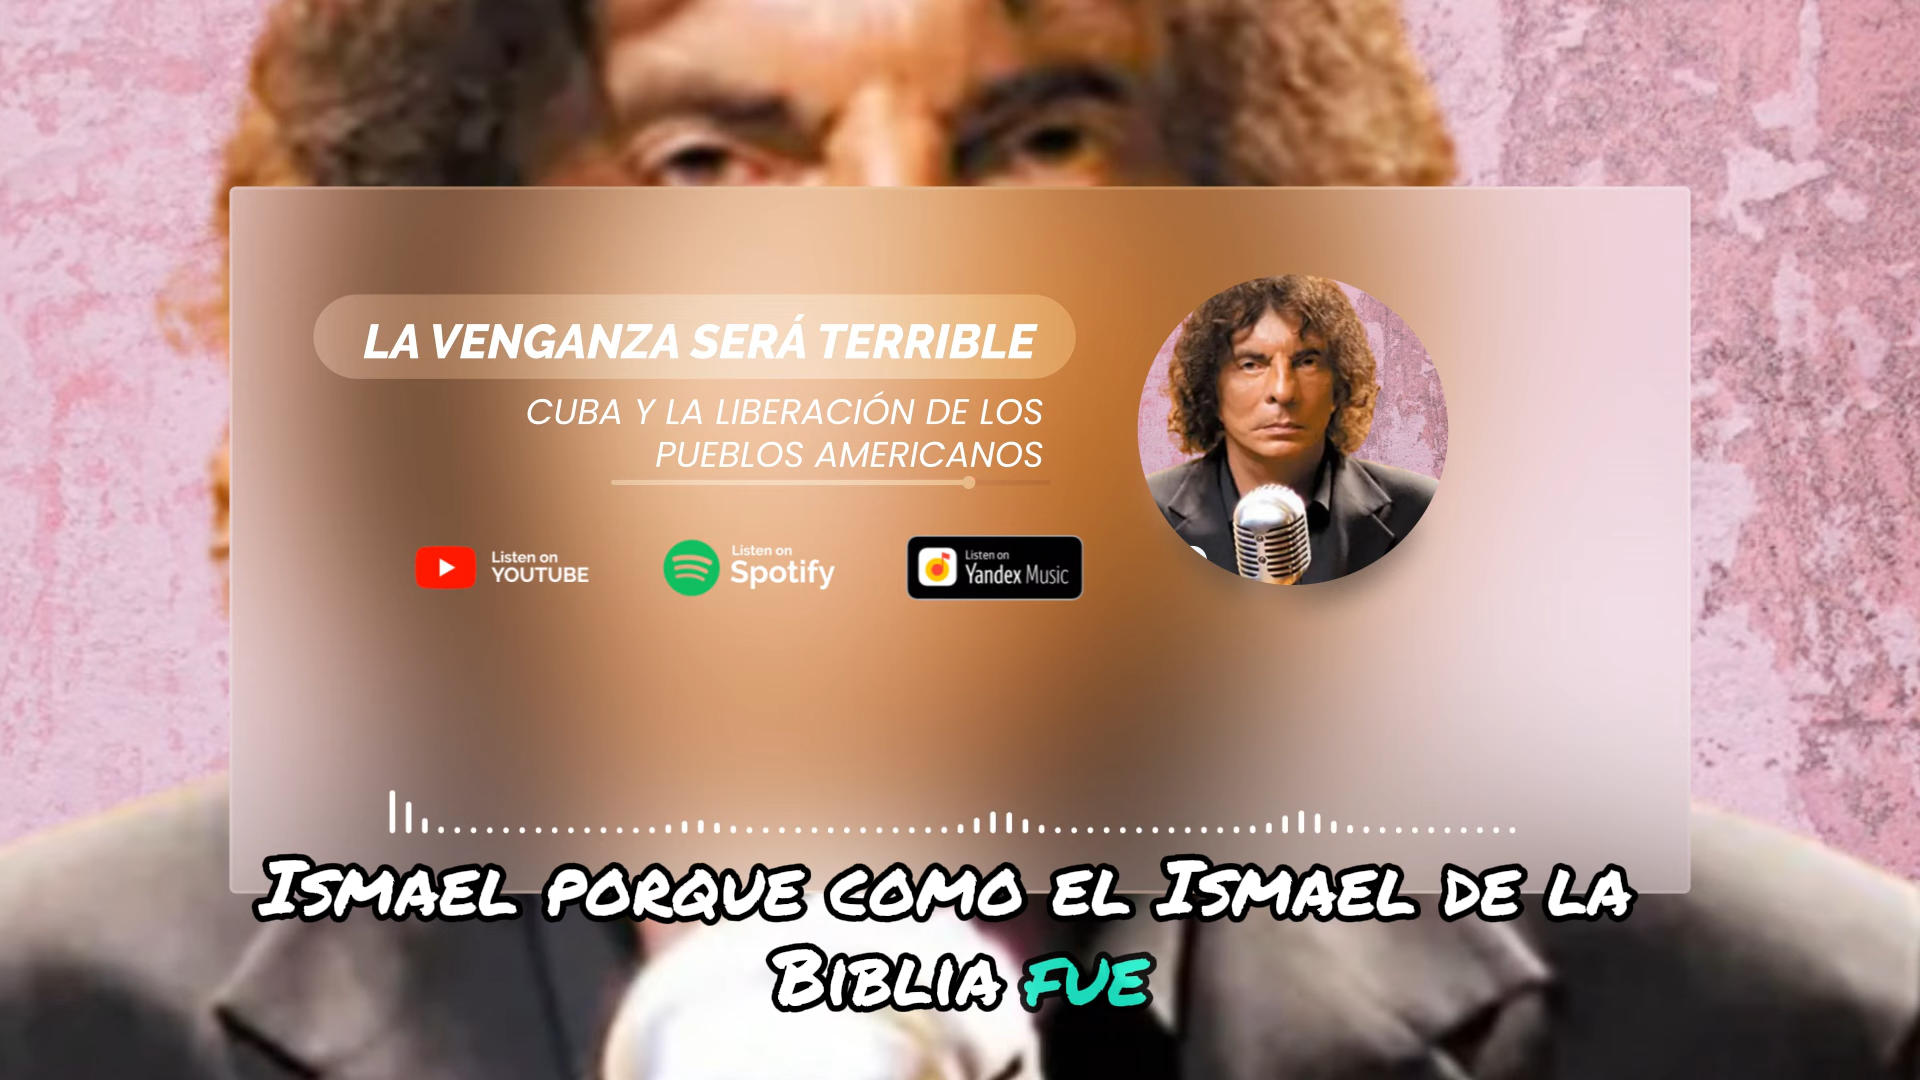 LA VENGANZA SERÁ TERRIBLE
CUBA Y LA LIBERACIÓN DE LOS
PUEBLOS AMERICANOS
Listen on
YOUTUBE
Listen on
Spotify
Listen on
Yandex Music
Ismael porque como el Ismael de la
Biblia fue